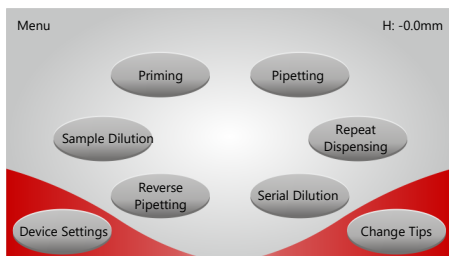 Menu
H: -0.0mm
Priming
Pipetting
Sample Dilution
Repeat
Dispensing
Reverse
Pipetting
Serial Dilution
Device Settings
Change Tips